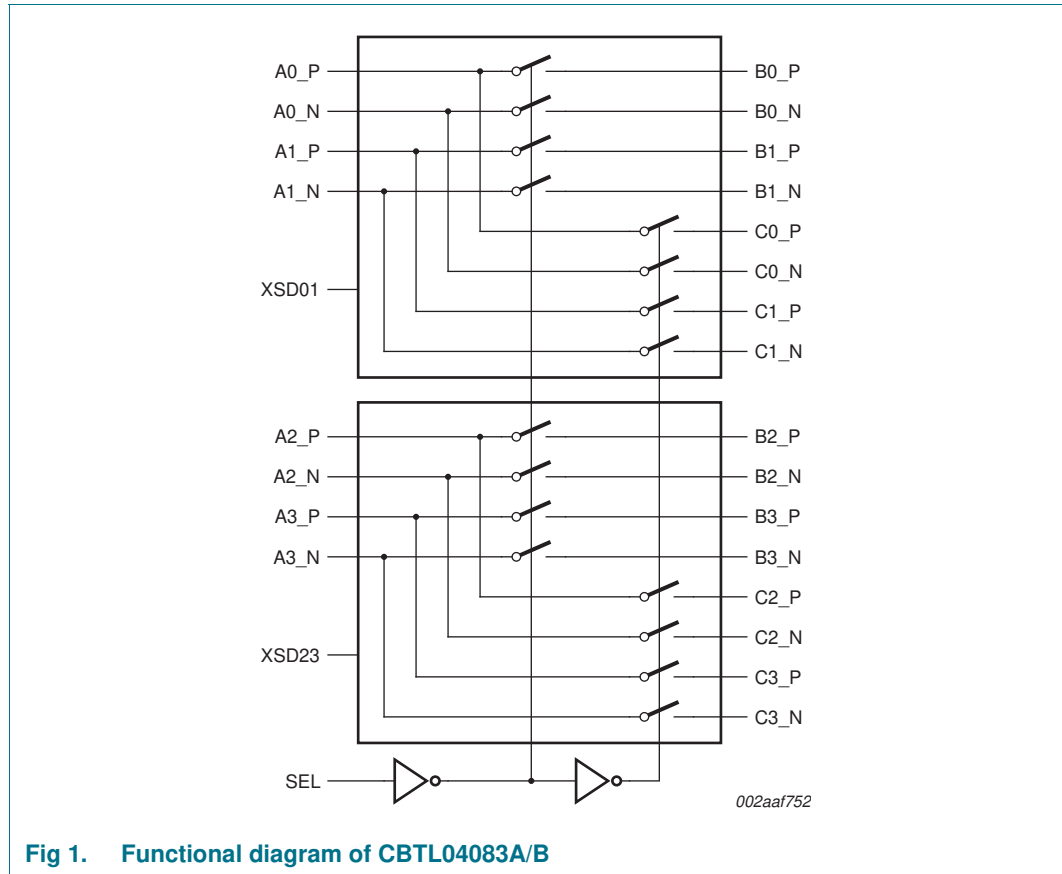 A0_P B0_P
A0_N B0_N
A1_P B1_P
A1_N B1_N
C0_P
C0_N
XSD01
C1_P
C1_N
A2_P B2_P
A2_N B2_N
A3_P B3_P
A3_N B3_N
C2_P
C2_N
XSD23
C3_P
C3_N
SEL
002aaf752
Fig 1. Functional diagram of CBTL04083A/B